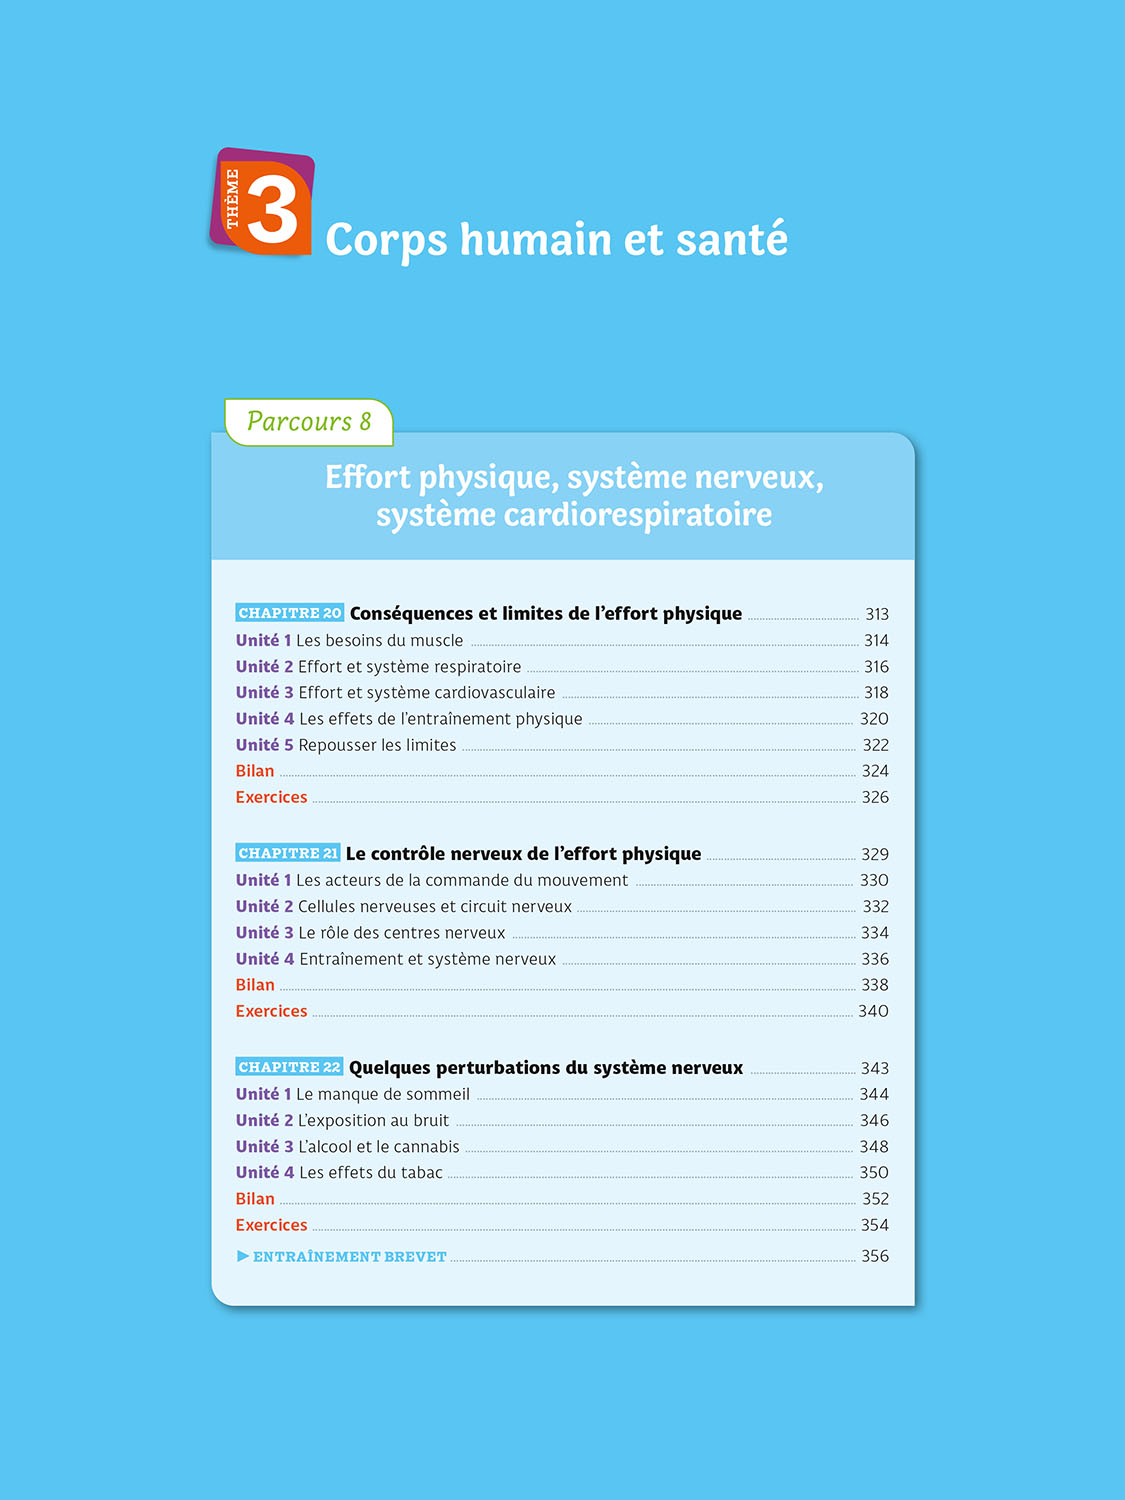 THÈME
3
Corps humain et santé
Parcours 8
Effort physique, système nerveux,
système cardiorespiratoire
CHAPITRE 20 Conséquences et limites de l'effort physique 313
Unité 1 Les besoins du muscle 314
Unité 2 Effort et système respiratoire 316
Unité 3 Effort et système cardiovasculaire 318
Unité 4 Les effets de l'entraînement physique 320
Unité 5 Repousser les limites 322
Bilan 324
Exercices 326
CHAPITRE 21 Le contrôle nerveux de l'effort physique 329
Unité 1 Les acteurs de la commande du mouvement 330
Unité 2 Cellules nerveuses et circuit nerveux 332
Unité 3 Le rôle des centres nerveux 334
Unité 4 Entraînement et système nerveux 336
Bilan 338
Exercices 340
CHAPITRE 22 Quelques perturbations du système nerveux 343
Unité 1 Le manque de sommeil 344
Unité 2 L'exposition au bruit 346
Unité 3 L'alcool et le cannabis 348
Unité 4 Les effets du tabac 350
Bilan 352
Exercices 354
▶ ENTRAÎNEMENT BREVET 356